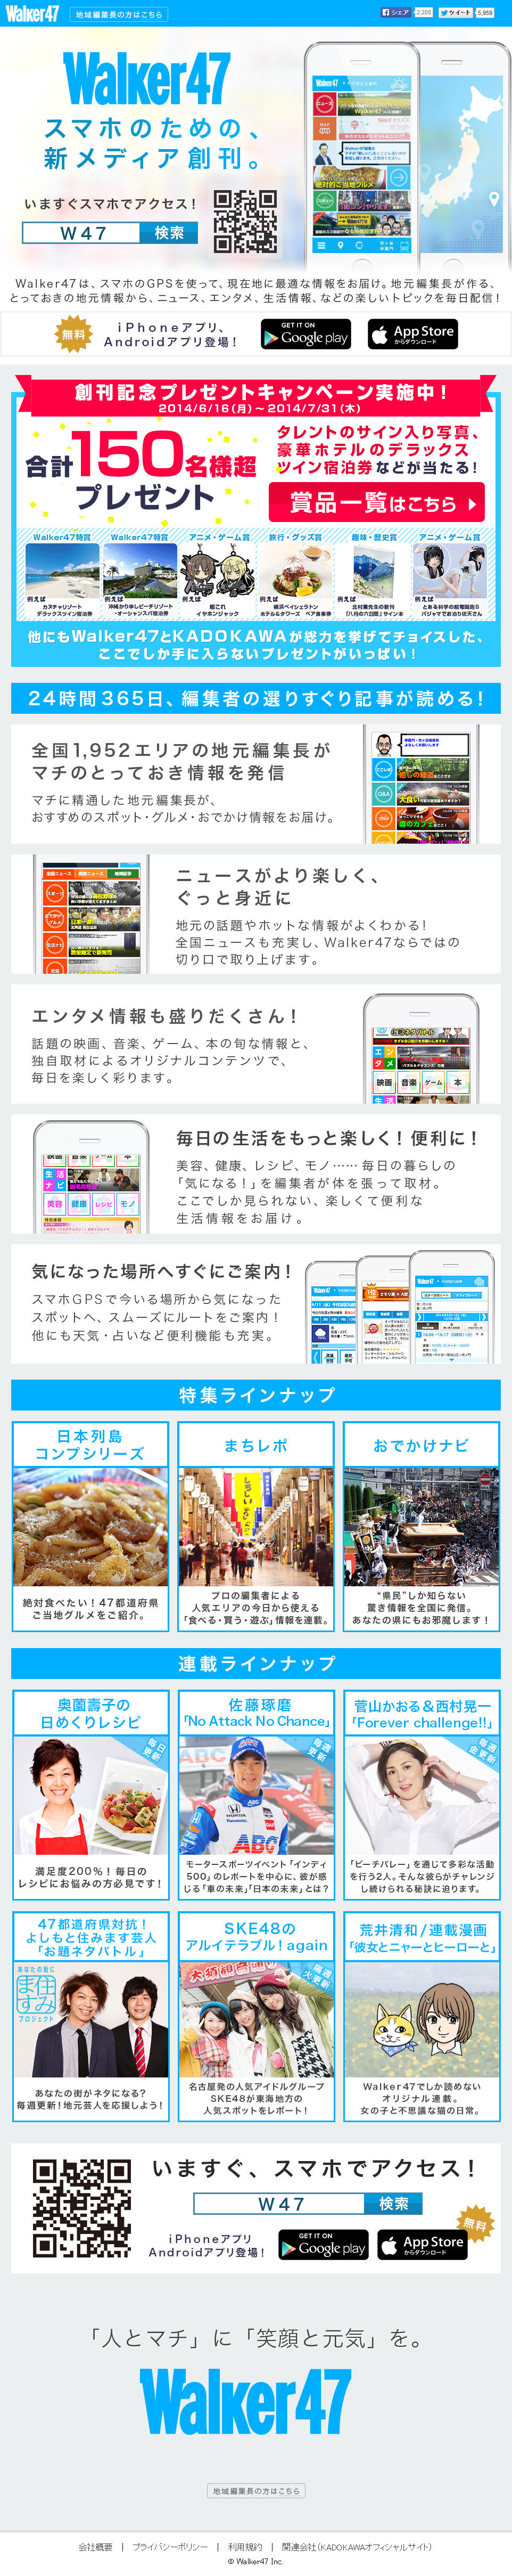 Walker47
地域編集長の方はこちら
シェア 2,208
ツイート 5,959
Walker47
スマホのための、
新メディア創刊。
いますぐスマホでアクセス!
W47 検索
Walker47は、スマホのGPSを使って、現在地に最適な情報をお届け。地元編集長が作る、
とっておきの地元情報から、ニュース、エンタメ、生活情報、などの楽しいトピックを毎日配信!
無料
iPhoneアプリ、
Androidアプリ登場!
GET IT ON
Google play
App Store
からダウンロード
創刊記念プレゼントキャンペーン実施中!
2014/6/16(月)~2014/7/31(木)
合計150名様超
プレゼント
タレントのサイン入り写真、
豪華ホテルのデラックス
ツイン宿泊券などが当たる!
賞品一覧はこちら
Walker47特賞
例えば
カヌチャリゾート
デラックスツイン宿泊券
Walker47特賞
例えば
沖縄かりゆしビーチリゾート
・オーシャンスパ宿泊券
アニメ・ゲーム賞
例えば
艦これ
イヤホンジャック
旅行・グッズ賞
例えば
横浜ベイシェラトン
ホテル&タワーズ ペア食事券
趣味・歴史賞
例えば
北村薫先生の新刊
「八月の六日間」サイン本
アニメ・ゲーム賞
例えば
とある科学の超電磁砲S
パジャマでお泊り佐天さん
他にもWalker47とKADOKAWAが総力を挙げてチョイスした、
ここでしか手に入らないプレゼントがいっぱい!
24時間365日、編集者の選りすぐり記事が読める!
全国1,952エリアの地元編集長が
マチのとっておき情報を発信
マチに精通した地元編集長が、
おすすめのスポット・グルメ・おでかけ情報をお届け。
ニュースがより楽しく、
ぐっと身近に
地元の話題やホットな情報がよくわかる!
全国ニュースも充実し、Walker47ならではの
切り口で取り上げます。
エンタメ情報も盛りだくさん!
話題の映画、音楽、ゲーム、本の旬な情報と、
独自取材によるオリジナルコンテンツで、
毎日を楽しく彩ります。
エンタメ
映画 音楽 ゲーム 本
毎日の生活をもっと楽しく!便利に!
美容、健康、レシピ、モノ……毎日の暮らしの
「気になる!」を編集者が体を張って取材。
ここでしか見られない、楽しくて便利な
生活情報をお届け。
生活ナビ
美容 健康 レシピ モノ
気になった場所へすぐにご案内!
スマホGPSで今いる場所から気になった
スポットへ、スムーズにルートをご案内!
他にも天気・占いなど便利機能も充実。
特集ラインナップ
日本列島
コンプシリーズ
絶対食べたい!47都道府県
ご当地グルメをご紹介。
まちレポ
プロの編集者による
人気エリアの今日から使える
「食べる・買う・遊ぶ」情報を連載。
おでかけナビ
“県民”しか知らない
驚き情報を全国に発信。
あなたの県にもお邪魔します!
連載ラインナップ
奥薗壽子の
日めくりレシピ
毎日更新
満足度200%!毎日の
レシピにお悩みの方必見です!
佐藤琢磨
「No Attack No Chance」
毎週更新
モータースポーツイベント「インディ
500」のレポートを中心に、彼が感
じる「車の未来」「日本の未来」とは?
菅山かおる&西村晃一
「Forever challenge!!」
毎週金更新
「ビーチバレー」を通じて多彩な活動
を行う2人。そんな彼らがチャレンジ
し続けられる秘訣に迫ります。
47都道府県対抗!
よしもと住みます芸人
「お題ネタバトル」
あなたの街に
住みます
プロジェクト
あなたの街がネタになる?
毎週更新!地元芸人を応援しよう!
SKE48の
アルイテラブル!again
隔週火更新
名古屋発の人気アイドルグループ
SKE48が東海地方の
人気スポットをレポート!
荒井清和/連載漫画
「彼女とニャーとヒーローと」
Walker47でしか読めない
オリジナル連載。
女の子と不思議な猫の日常。
いますぐ、スマホでアクセス!
W47 検索
iPhoneアプリ
Androidアプリ登場!
GET IT ON
Google play
App Store
からダウンロード
無料
「人とマチ」に「笑顔と元気」を。
Walker47
地域編集長の方はこちら
会社概要 | プライバシーポリシー | 利用規約 | 関連会社(KADOKAWAオフィシャルサイト)
© Walker47 Inc.